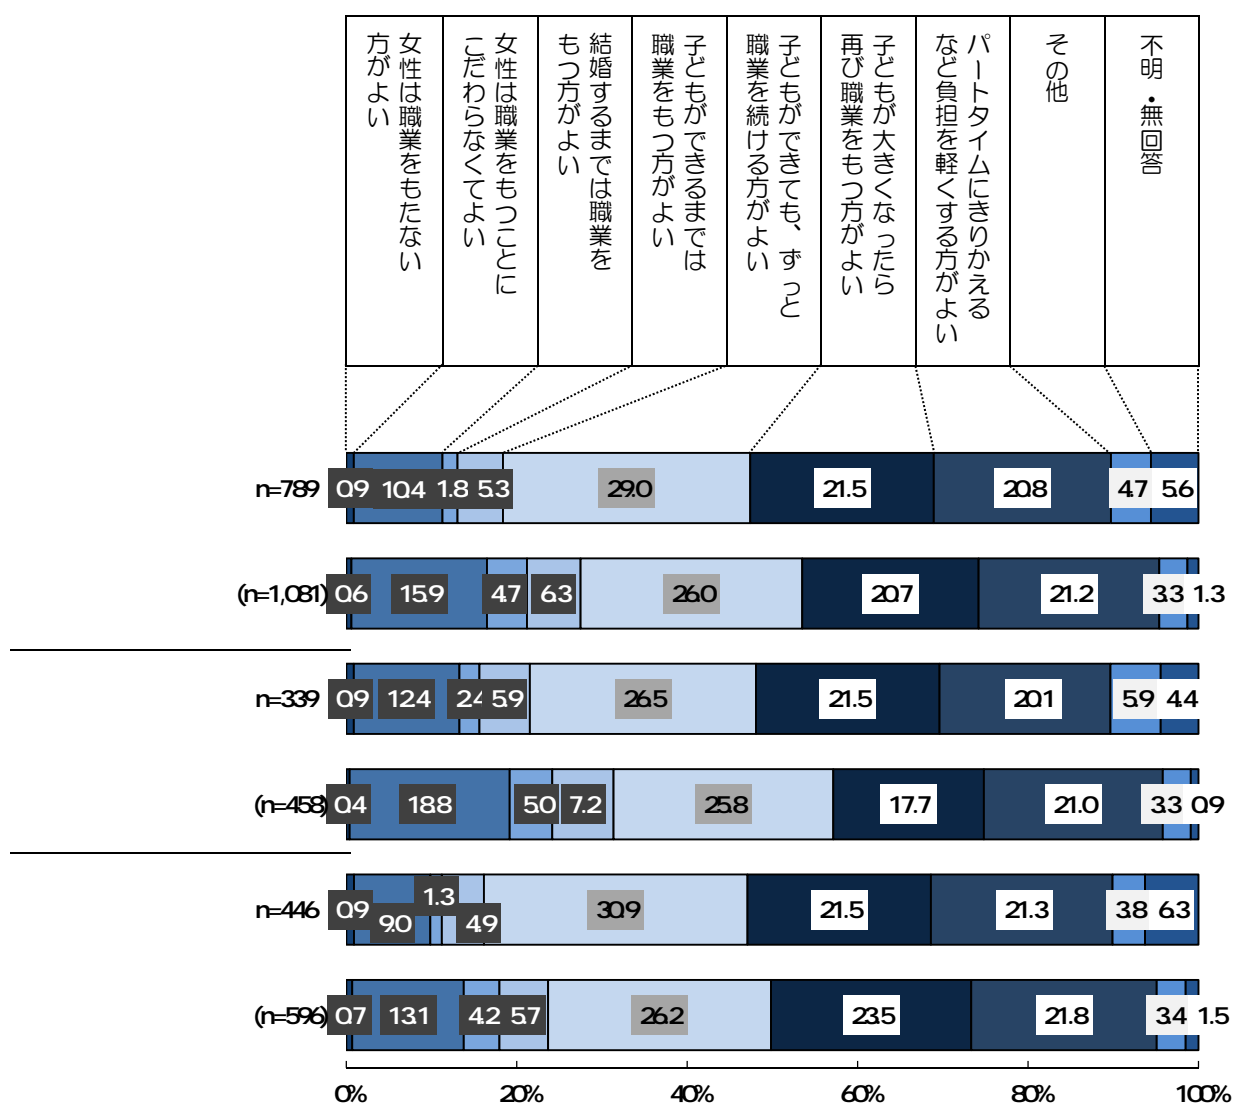 女性は職業をもたない
方がよい
女性は職業をもつことに
こだわらなくてよい
結婚するまでは職業を
もつ方がよい
子どもができるまでは
職業をもつ方がよい
子どもができても、ずっと
職業を続ける方がよい
子どもが大きくなったら
再び職業をもつ方がよい
パートタイムにきりかえる
など負担を軽くする方がよい
その他
不明・無回答
n=789 0.9 10.4 1.8 5.3 29.0 21.5 20.8 4.7 5.6
(n=1,081) 0.6 15.9 4.7 6.3 26.0 20.7 21.2 3.3 1.3
n=339 0.9 12.4 2.4 5.9 26.5 21.5 20.1 5.9 4.4
(n=458) 0.4 18.8 5.0 7.2 25.8 17.7 21.0 3.3 0.9
n=446 0.9 9.0 1.3 4.9 30.9 21.5 21.3 3.8 6.3
(n=596) 0.7 13.1 4.2 5.7 26.2 23.5 21.8 3.4 1.5
0% 20% 40% 60% 80% 100%